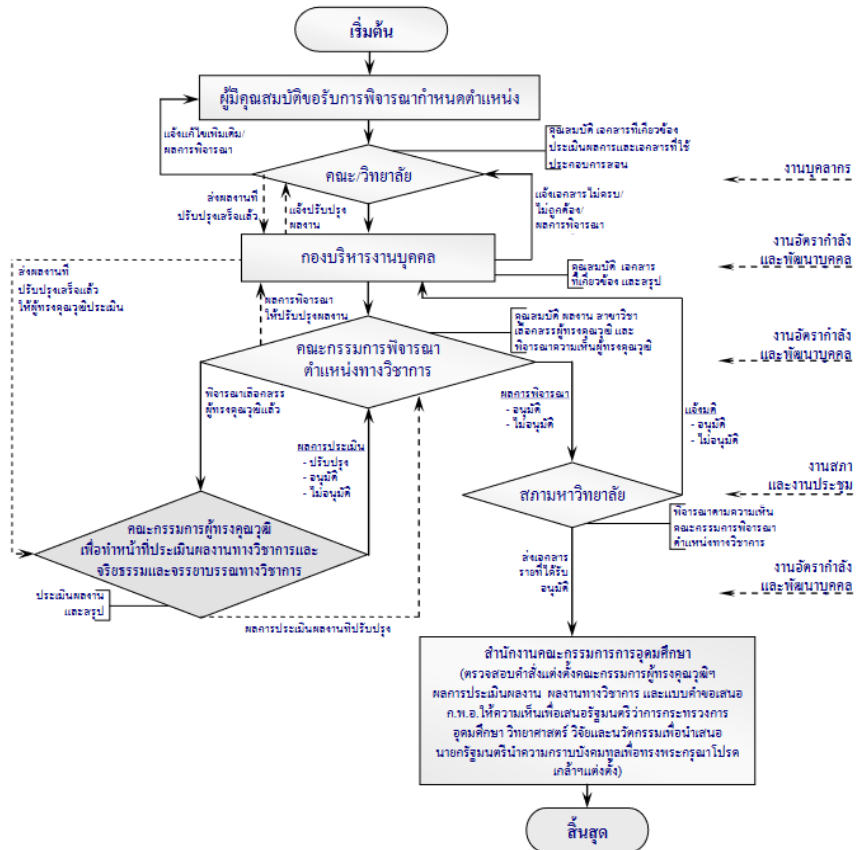 เริ่มต้น
ผู้มีคุณสมบัติขอรับการพิจารณากำหนดตำแหน่ง
แจ้งแก้ไขเพิ่มเติม/
ผลการพิจารณา
คุณสมบัติ เอกสารที่เกี่ยวข้อง
ประเมินผลการและเอกสารที่ใช้
ประกอบการสอน
คณะ/วิทยาลัย
งานบุคลากร
ส่งผลงานที่
ปรับปรุงเสร็จแล้ว
แจ้งปรับปรุง
ผลงาน
แจ้งเอกสารไม่ครบ/
ไม่ถูกต้อง/
ผลการพิจารณา
กองบริหารงานบุคคล
งานอัตรากำลัง
และพัฒนาบุคคล
ส่งผลงานที่
ปรับปรุงเสร็จแล้ว
ให้ผู้ทรงคุณวุฒิประเมิน
คุณสมบัติ เอกสาร
ที่เกี่ยวข้อง และสรุป
ผลการพิจารณา
ให้ปรับปรุงผลงาน
คุณสมบัติ ผลงาน สาขาวิชา
เลือกสรรผู้ทรงคุณวุฒิ และ
พิจารณาความเห็นผู้ทรงคุณวุฒิ
คณะกรรมการพิจารณา
ตำแหน่งทางวิชาการ
งานอัตรากำลัง
และพัฒนาบุคคล
พิจารณาเลือกสรร
ผู้ทรงคุณวุฒิแล้ว
ผลการพิจารณา
- อนุมัติ
- ไม่อนุมัติ
แจ้งมติ
- อนุมัติ
- ไม่อนุมัติ
ผลการประเมิน
- ปรับปรุง
- อนุมัติ
- ไม่อนุมัติ
สภามหาวิทยาลัย
งานสภา
และงานประชุม
คณะกรรมการผู้ทรงคุณวุฒิ
เพื่อทำหน้าที่ประเมินผลงานทางวิชาการและ
จริยธรรมและจรรยาบรรณทางวิชาการ
พิจารณาตามความเห็น
คณะกรรมการพิจารณา
ตำแหน่งทางวิชาการ
ส่งเอกสาร
รายที่ได้รับ
อนุมัติ
งานอัตรากำลัง
และพัฒนาบุคคล
ประเมินผลงาน
และสรุป
ผลการประเมินผลงานที่ปรับปรุง
สำนักงานคณะกรรมการการอุดมศึกษา
(ตรวจสอบคำสั่งแต่งตั้งคณะกรรมการผู้ทรงคุณวุฒิฯ
ผลการประเมินผลงาน ผลงานทางวิชาการ และแบบคำขอเสนอ
ก.พ.อ.ให้ความเห็นเพื่อเสนอรัฐมนตรีว่าการกระทรวงการ
อุดมศึกษา วิทยาศาสตร์ วิจัยและนวัตกรรมเพื่อนำเสนอ
นายกรัฐมนตรีนำความกราบบังคมทูลเพื่อทรงพระกรุณาโปรด
เกล้าฯแต่งตั้ง)
สิ้นสุด